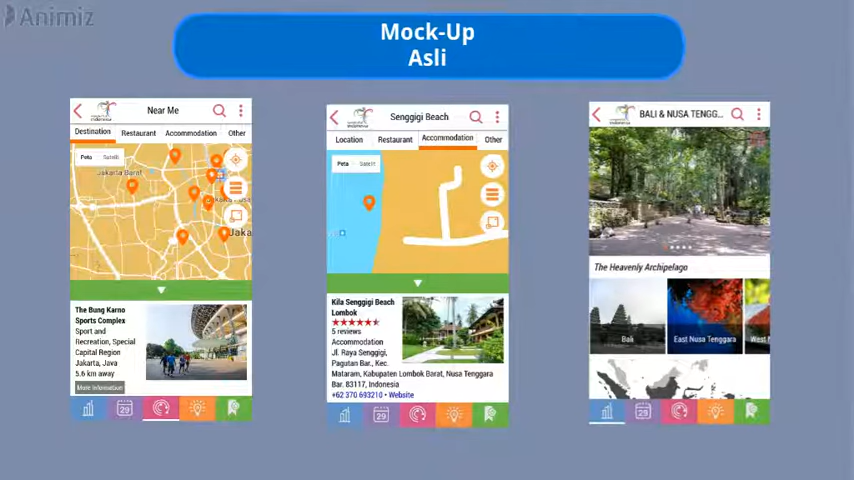 Animiz
Mock-Up
Asli
Near Me
Destination
Restaurant
Accommodation
Other
Peta
Satelit
Jakarta Barat
Jaka
The Bung Karno
Sports Complex
Sport and
Recreation, Special
Capital Region
Jakarta, Java
5.6 km away
More Information
29
Senggigi Beach
Location
Restaurant
Accommodation
Other
Peta
Satelit
Kila Senggigi Beach
Lombok
5 reviews
Accommodation
Jl. Raya Senggigi,
Pagutan Bar., Kec.
Mataram, Kabupaten Lombok Barat, Nusa Tenggara
Bar. 83117, Indonesia
+62 370 693210 • Website
29
BALI & NUSA TENGG...
The Heavenly Archipelago
Bali
East Nusa Tenggara
West N
29